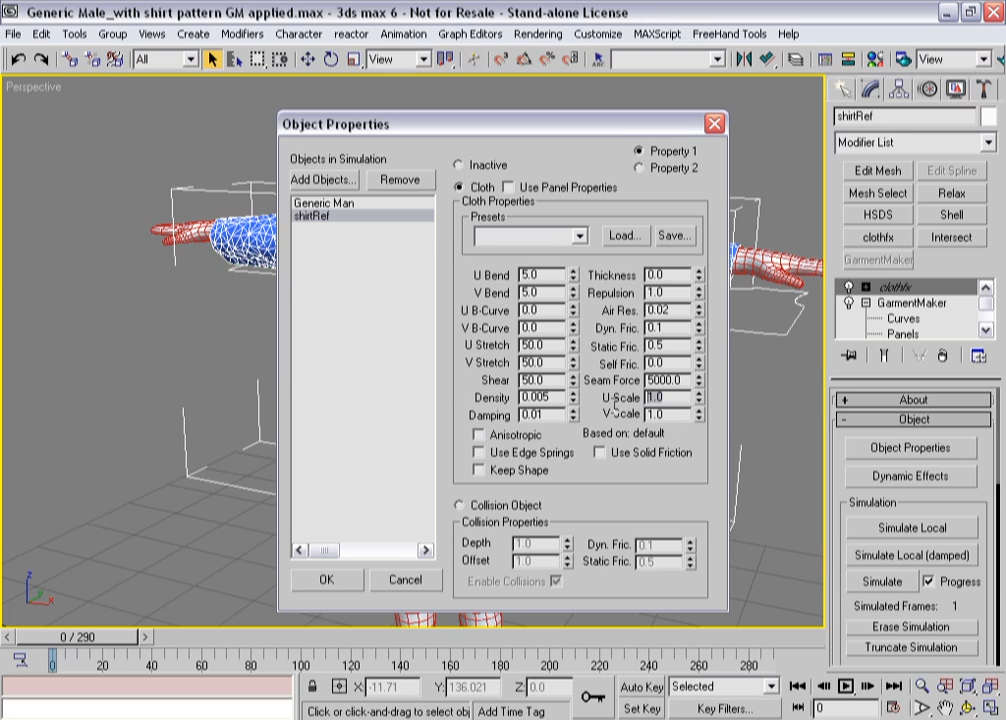 Generic Male_with shirt pattern GM applied.max - 3ds max 6 - Not for Resale - Stand-alone License
File Edit Tools Group Views Create Modifiers Character reactor Animation Graph Editors Rendering Customize MAXScript FreeHand Tools Help
All View View
Perspective
Object Properties
Objects in Simulation
Add Objects... Remove
Generic Man
shirtRef
OK Cancel
Inactive
Property 1
Property 2
Cloth Use Panel Properties
Cloth Properties
Presets
Load... Save...
U Bend 5.0 Thickness 0.0
V Bend 5.0 Repulsion 1.0
U B-Curve 0.0 Air Res. 0.02
V B-Curve 0.0 Dyn. Fric. 0.1
U Stretch 50.0 Static Fric. 0.5
V Stretch 50.0 Self Fric. 0.0
Shear 50.0 Seam Force 5000.0
Density 0.005 U-Scale 1.0
Damping 0.01 V-Scale 1.0
Anisotropic Based on: default
Use Edge Springs Use Solid Friction
Keep Shape
Collision Object
Collision Properties
Depth 1.0 Dyn. Fric. 0.1
Offset 1.0 Static Fric. 0.5
Enable Collisions
shirtRef
Modifier List
Edit Mesh Edit Spline
Mesh Select Relax
HSDS Shell
clothfx Intersect
GarmentMaker
clothfx
GarmentMaker
Curves
Panels
+ About
- Object
Object Properties
Dynamic Effects
Simulation
Simulate Local
Simulate Local (damped)
Simulate Progress
Simulated Frames: 1
Erase Simulation
Truncate Simulation
z
x
< 0 / 290 >
0 20 40 60 80 100 120 140 160 180 200 220 240 260 280
X: -11.71 Y: 136.021 Z: 0.0
Auto Key Selected
Click or click-and-drag to select obj Add Time Tag
Set Key Key Filters...
0